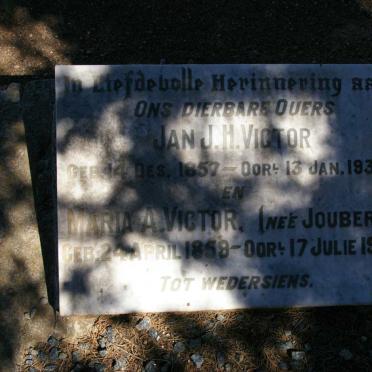 In Liefdevolle Herinnering aan
Ons dierbare Ouers
Jan J.H. Victor
Geb. 14 Des. 1857 – Oorl. 13 Jan. 193
en
Maria A. Victor, (neé Jouber
Geb. 24 April 1859 – Oorl. 17 Julie 19
Tot wedersiens.